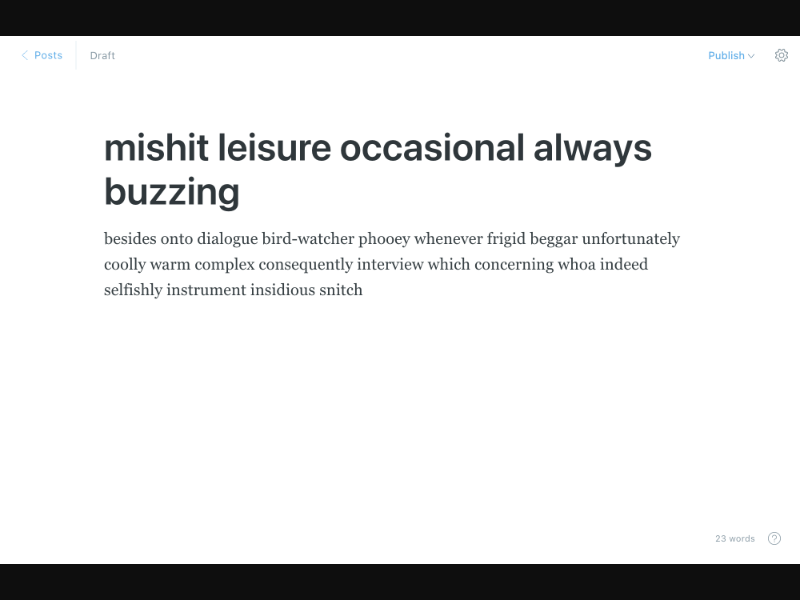 Posts
Draft
Publish
mishit leisure occasional always
buzzing
besides onto dialogue bird-watcher phooey whenever frigid beggar unfortunately
coolly warm complex consequently interview which concerning whoa indeed
selfishly instrument insidious snitch
23 words
?